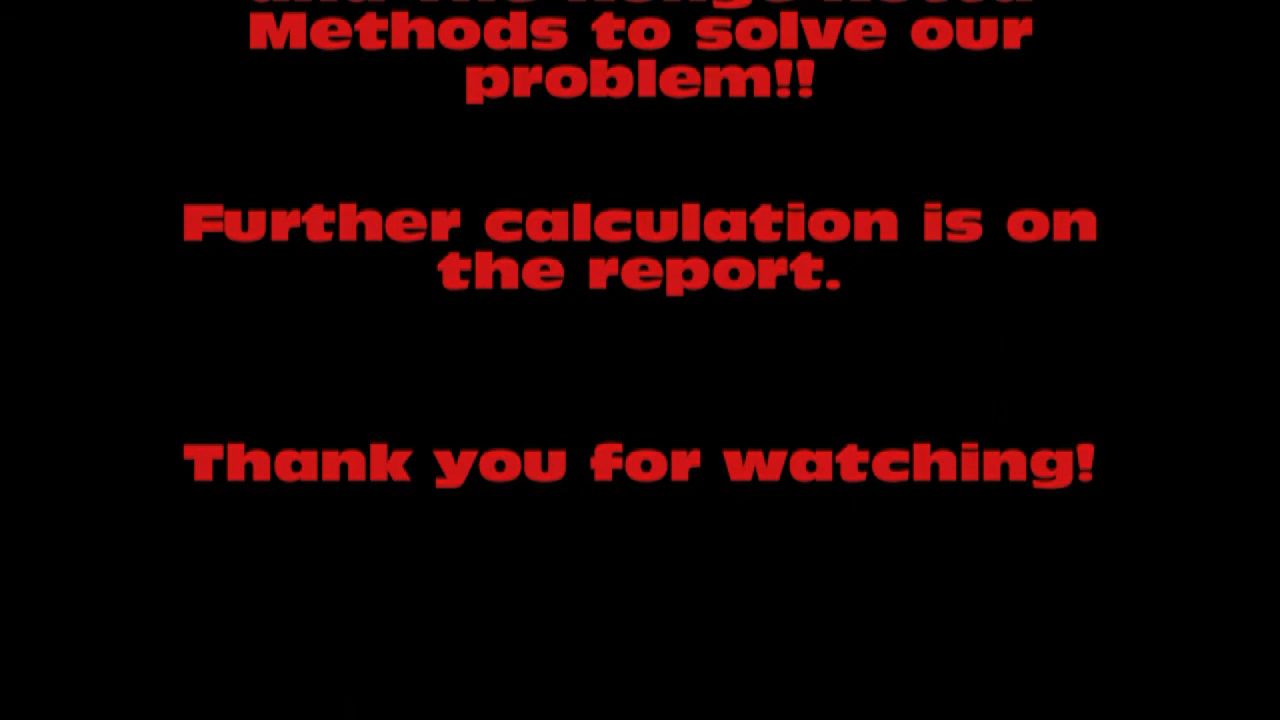 Methods to solve our
problem!!
Further calculation is on
the report.
Thank you for watching!